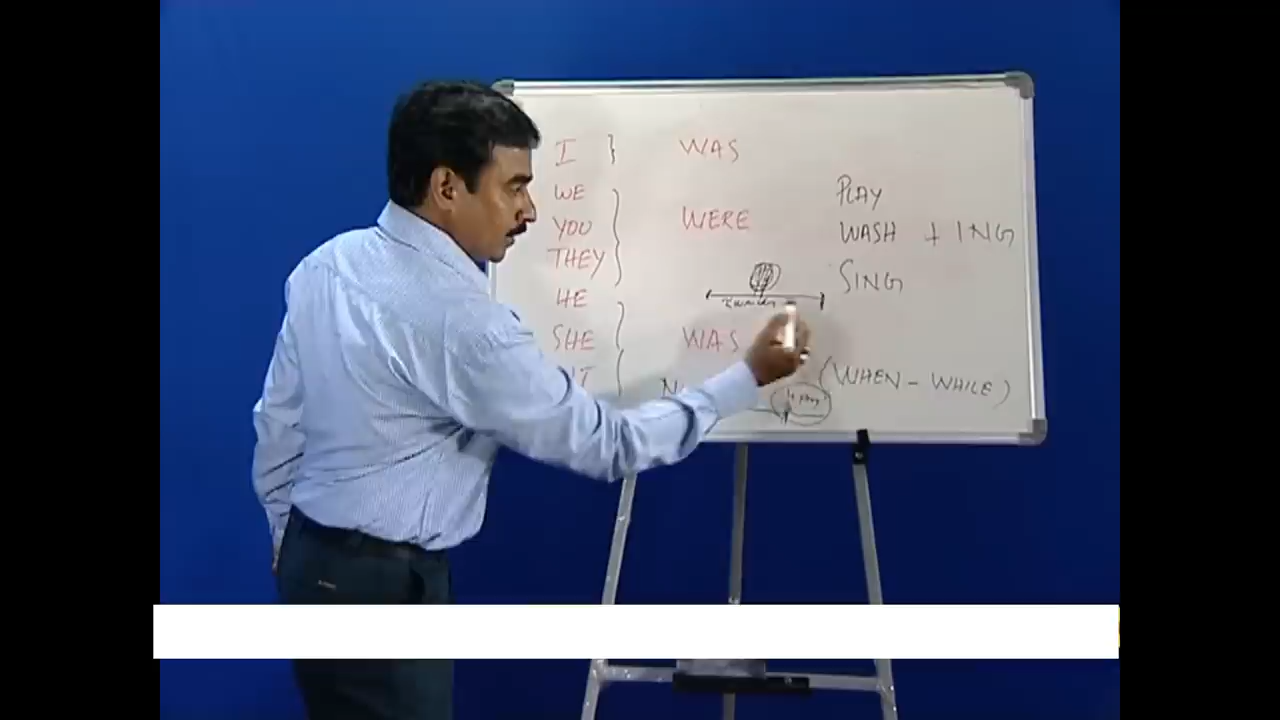 I } WAS
WE
YOU } WERE
THEY
HE
SHE } WAS
PLAY
WASH + ING
SING
(WHEN - WHILE)